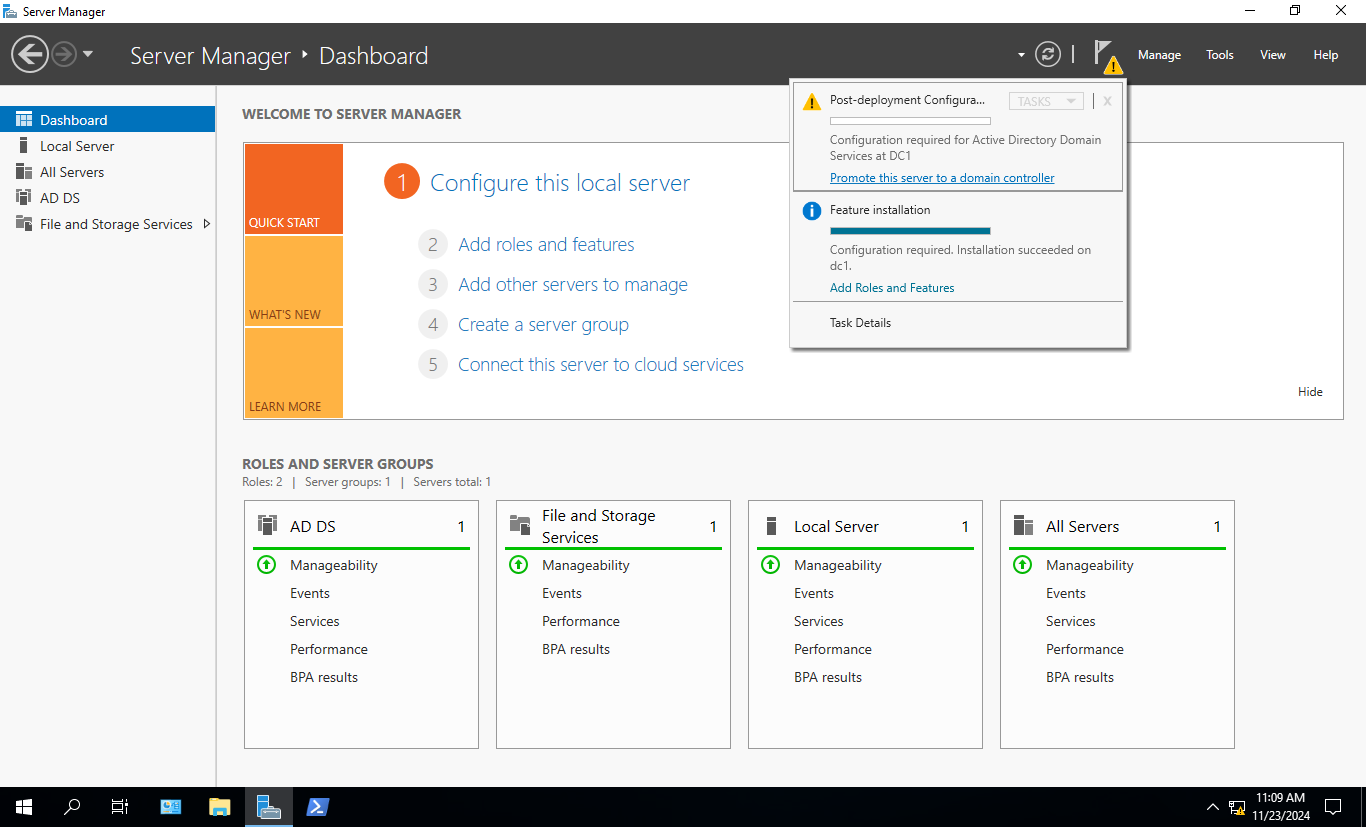 Server Manager
Server Manager ‣ Dashboard
Manage Tools View Help
Dashboard
Local Server
All Servers
AD DS
File and Storage Services
WELCOME TO SERVER MANAGER
QUICK START
WHAT'S NEW
LEARN MORE
1 Configure this local server
2 Add roles and features
3 Add other servers to manage
4 Create a server group
5 Connect this server to cloud services
Hide
Post-deployment Configura... TASKS X
Configuration required for Active Directory Domain
Services at DC1
Promote this server to a domain controller
Feature installation
Configuration required. Installation succeeded on
dc1.
Add Roles and Features
Task Details
ROLES AND SERVER GROUPS
Roles: 2 | Server groups: 1 | Servers total: 1
AD DS 1
Manageability
Events
Services
Performance
BPA results
File and Storage
Services 1
Manageability
Events
Performance
BPA results
Local Server 1
Manageability
Events
Services
Performance
BPA results
All Servers 1
Manageability
Events
Services
Performance
BPA results
11:09 AM
11/23/2024